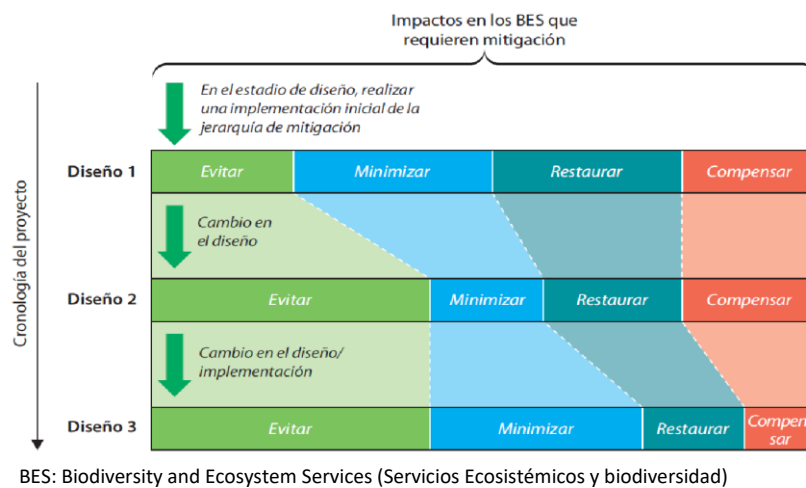 Impactos en los BES que
requieren mitigación
En el estadio de diseño, realizar
una implementación inicial de la
jerarquía de mitigación
Cronología del proyecto
Diseño 1
Evitar
Minimizar
Restaurar
Compensar
Cambio en
el diseño
Diseño 2
Evitar
Minimizar
Restaurar
Compensar
Cambio en el diseño/
implementación
Diseño 3
Evitar
Minimizar
Restaurar
Compen-
sar
BES: Biodiversity and Ecosystem Services (Servicios Ecosistémicos y biodiversidad)